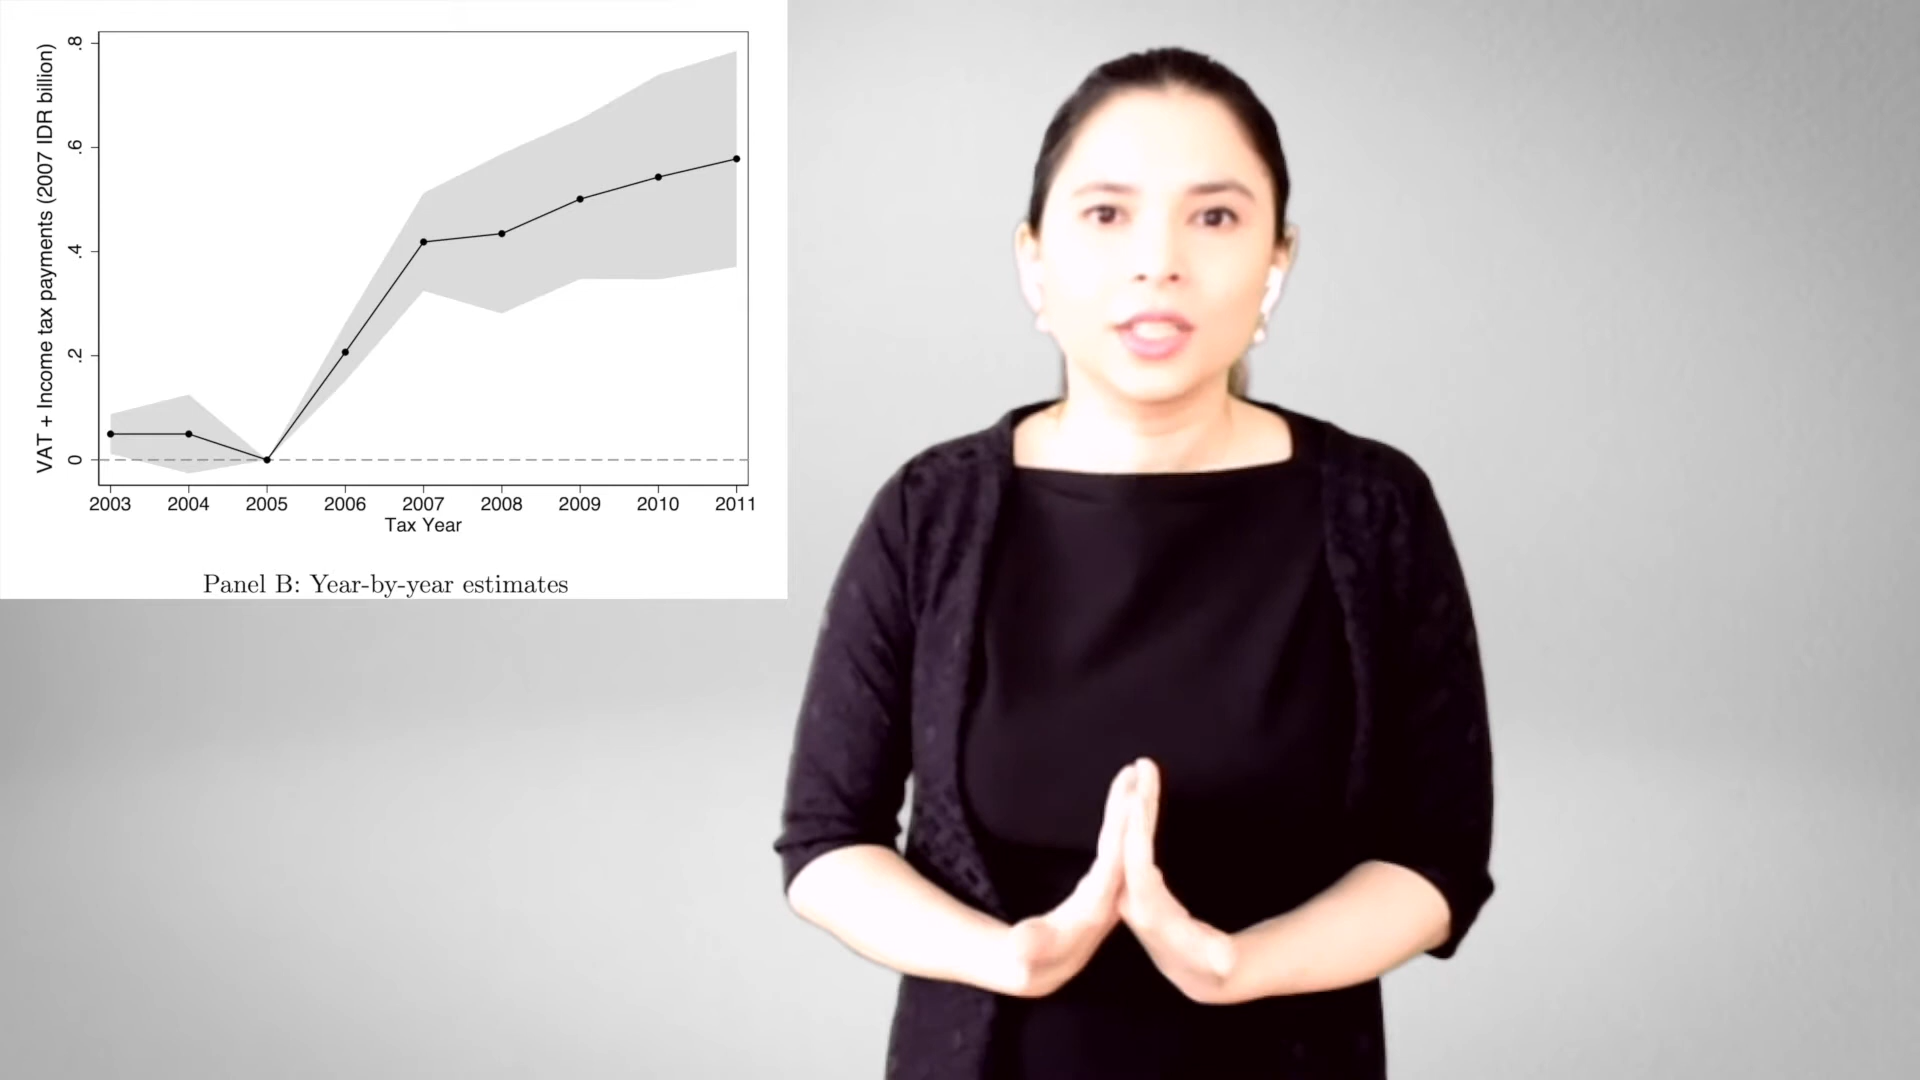 VAT + Income tax payments (2007 IDR billion)
.8
.6
.4
.2
0
2003 2004 2005 2006 2007 2008 2009 2010 2011
Tax Year
Panel B: Year-by-year estimates